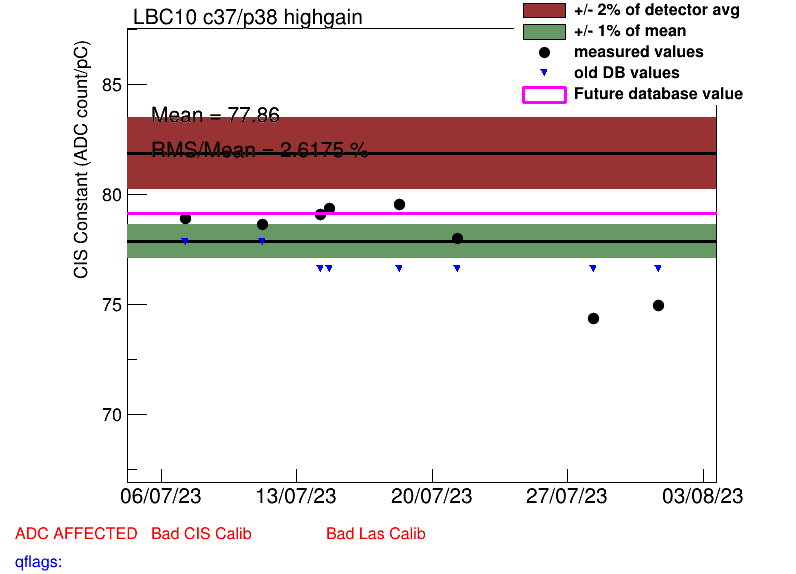 LBC10 c37/p38 highgain
+/- 2% of detector avg
+/- 1% of mean
measured values
old DB values
Future database value
Mean = 77.86
RMS/Mean = 2.6175 %
CIS Constant (ADC count/pC)
85
80
75
70
06/07/23 13/07/23 20/07/23 27/07/23 03/08/23
ADC AFFECTED Bad CIS Calib Bad Las Calib
qflags: